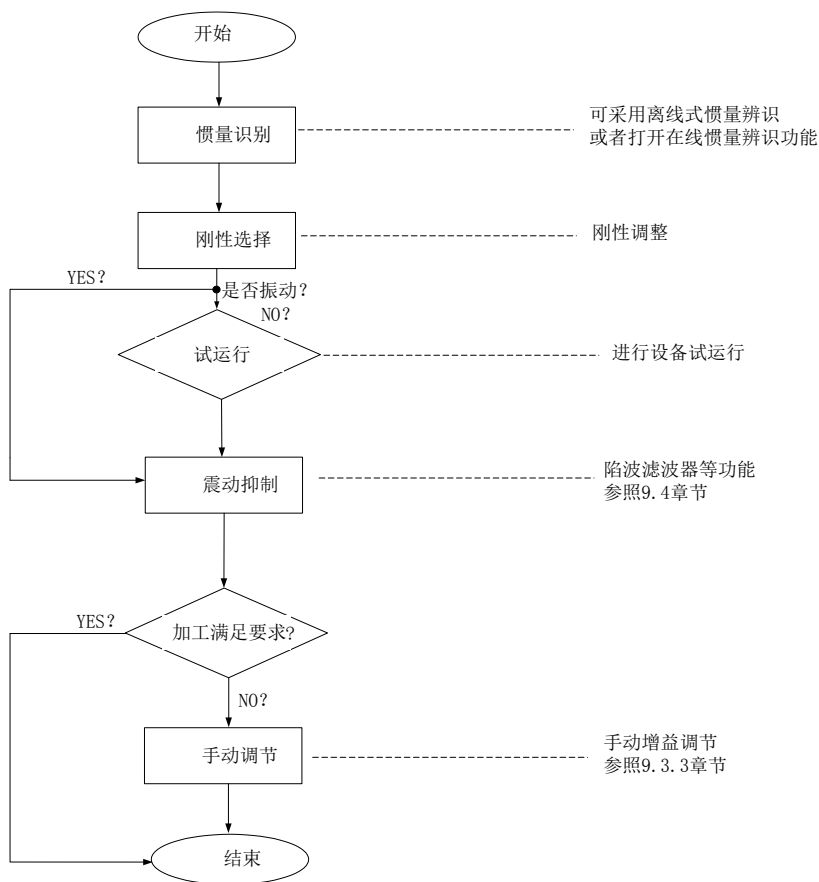 开始
惯量识别
可采用离线式惯量辨识
或者打开在线惯量辨识功能
刚性选择
刚性调整
YES?
是否振动?
NO?
试运行
进行设备试运行
震动抑制
陷波滤波器等功能
参照9.4章节
YES?
加工满足要求?
NO?
手动调节
手动增益调节
参照9.3.3章节
结束